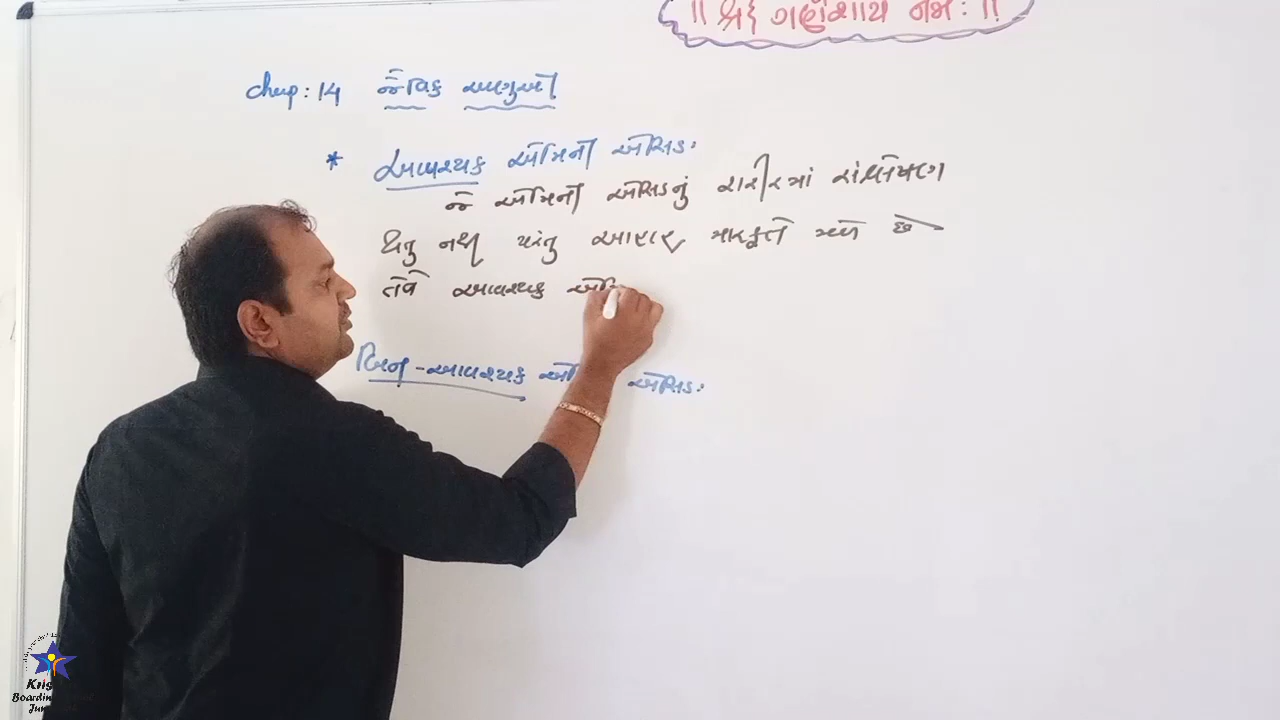 || શ્રી ગણેશાય નમઃ ||
chap: 14 જૈવિક અણુઓ
* આવશ્યક એમિનો એસિડ:
જે એમિનો એસિડનું શરીરમાં સંશ્લેષણ
થતુ નથી પરંતુ આહાર મારફતે મળે છે
તેને આવશ્યક
બિન-આવશ્યક એસિડ: